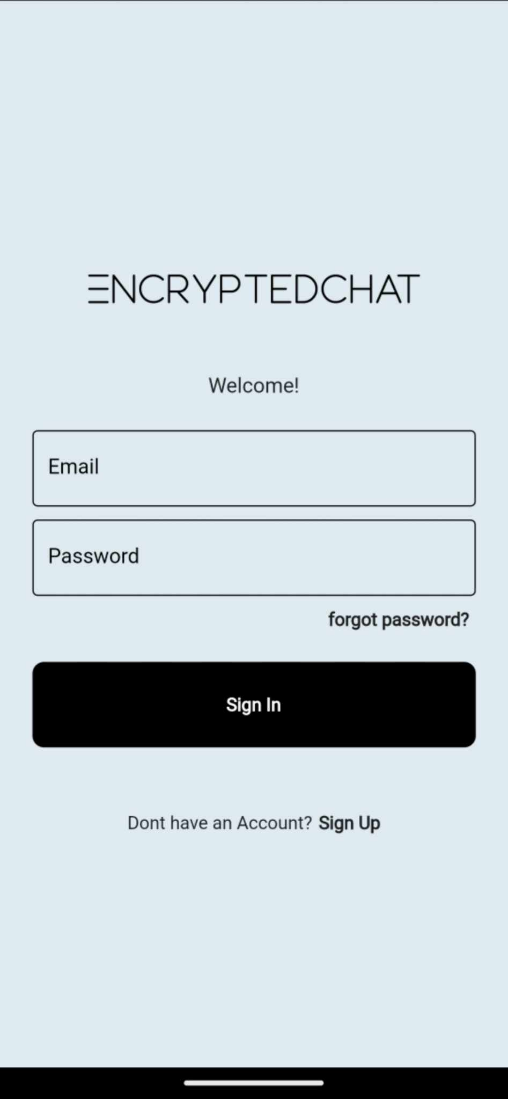 ENCRYPTEDCHAT
Welcome!
Email
Password
forgot password?
Sign In
Dont have an Account? Sign Up